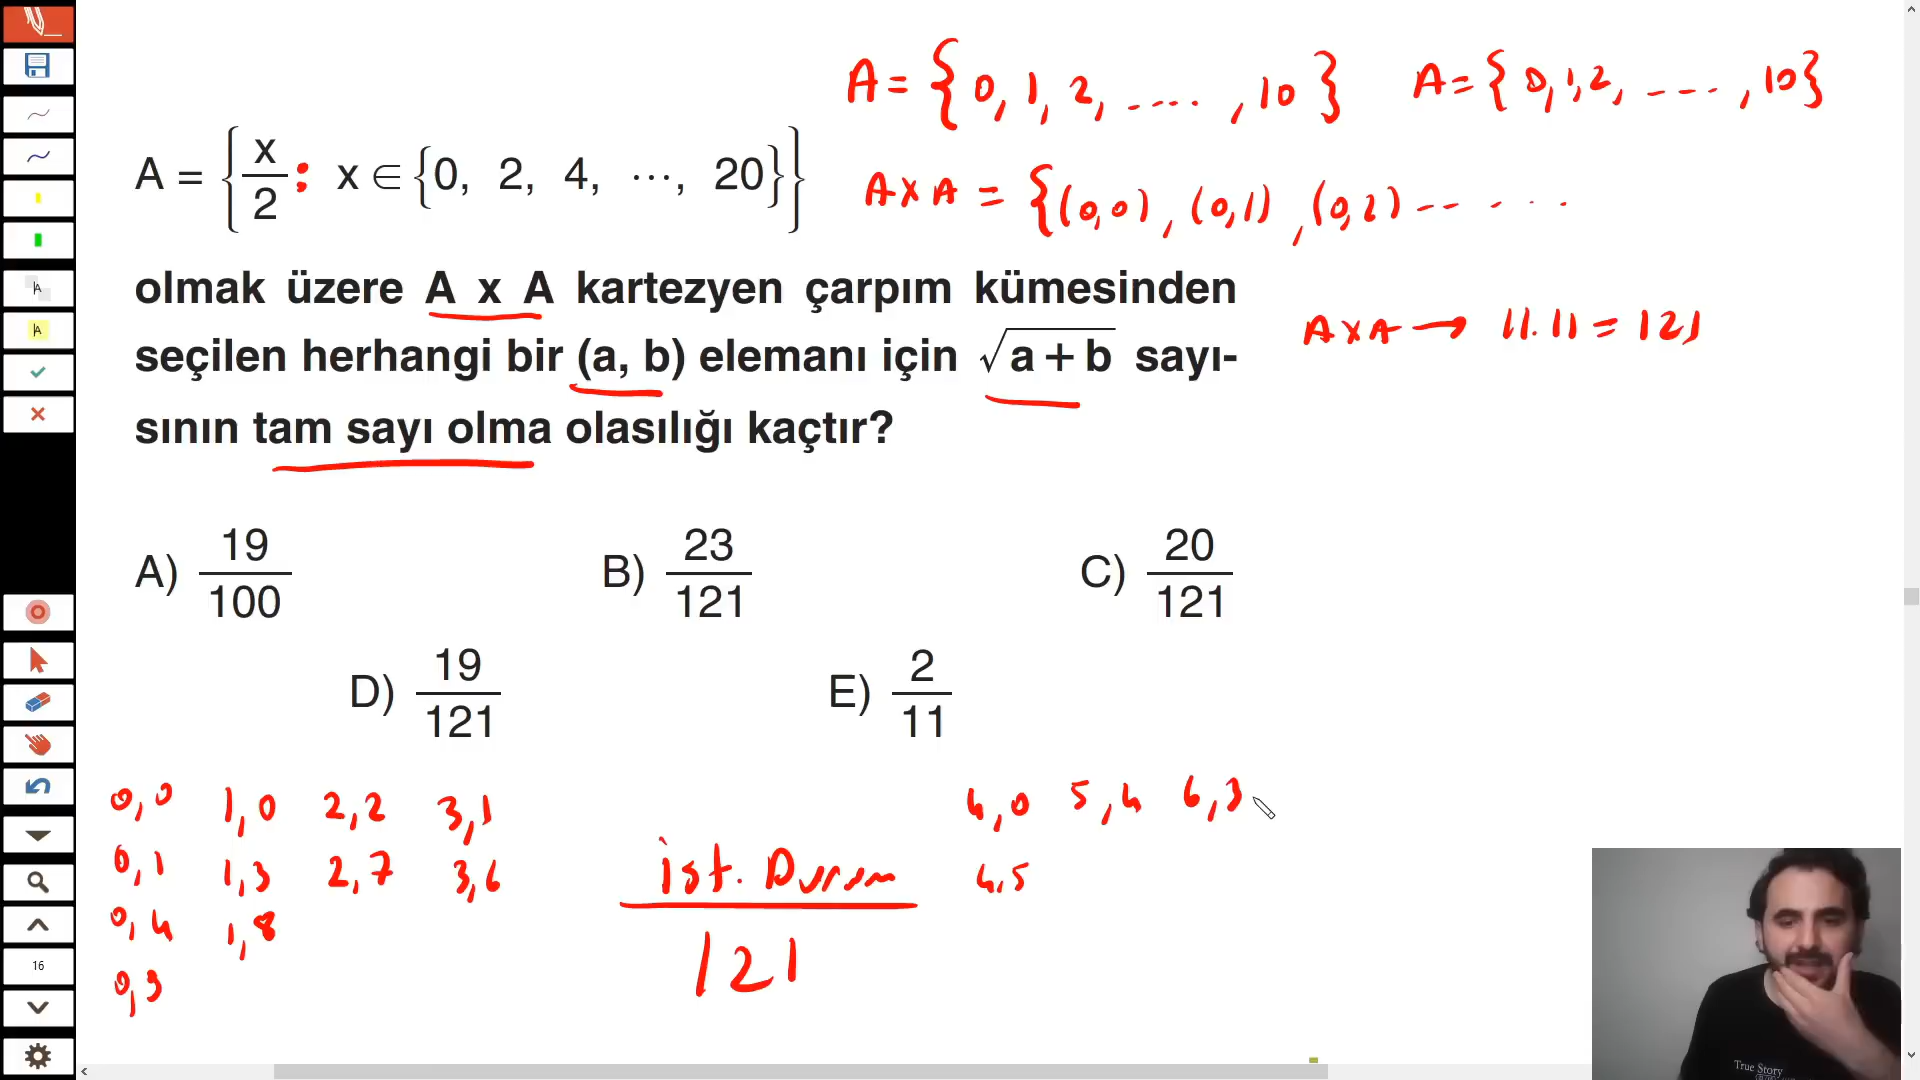 A = { 0, 1, 2, .... , 10 } A = { 0, 1, 2, ... , 10 }
A = { x/2 : x ∈ {0, 2, 4, ⋯, 20} }
A x A = { (0,0) , (0,1) , (0,2) -- - . . .
olmak üzere A x A kartezyen çarpım kümesinden
A x A → 11.11 = 121
seçilen herhangi bir (a, b) elemanı için √a + b sayı-
sının tam sayı olma olasılığı kaçtır?
A) 19/100 B) 23/121 C) 20/121
D) 19/121 E) 2/11
0,0 1,0 2,2 3,1 4,0 5,4 6,3
0,1 1,3 2,7 3,6 ist. Durum 4,5
0,4 1,8
121
0,9
16
True Story